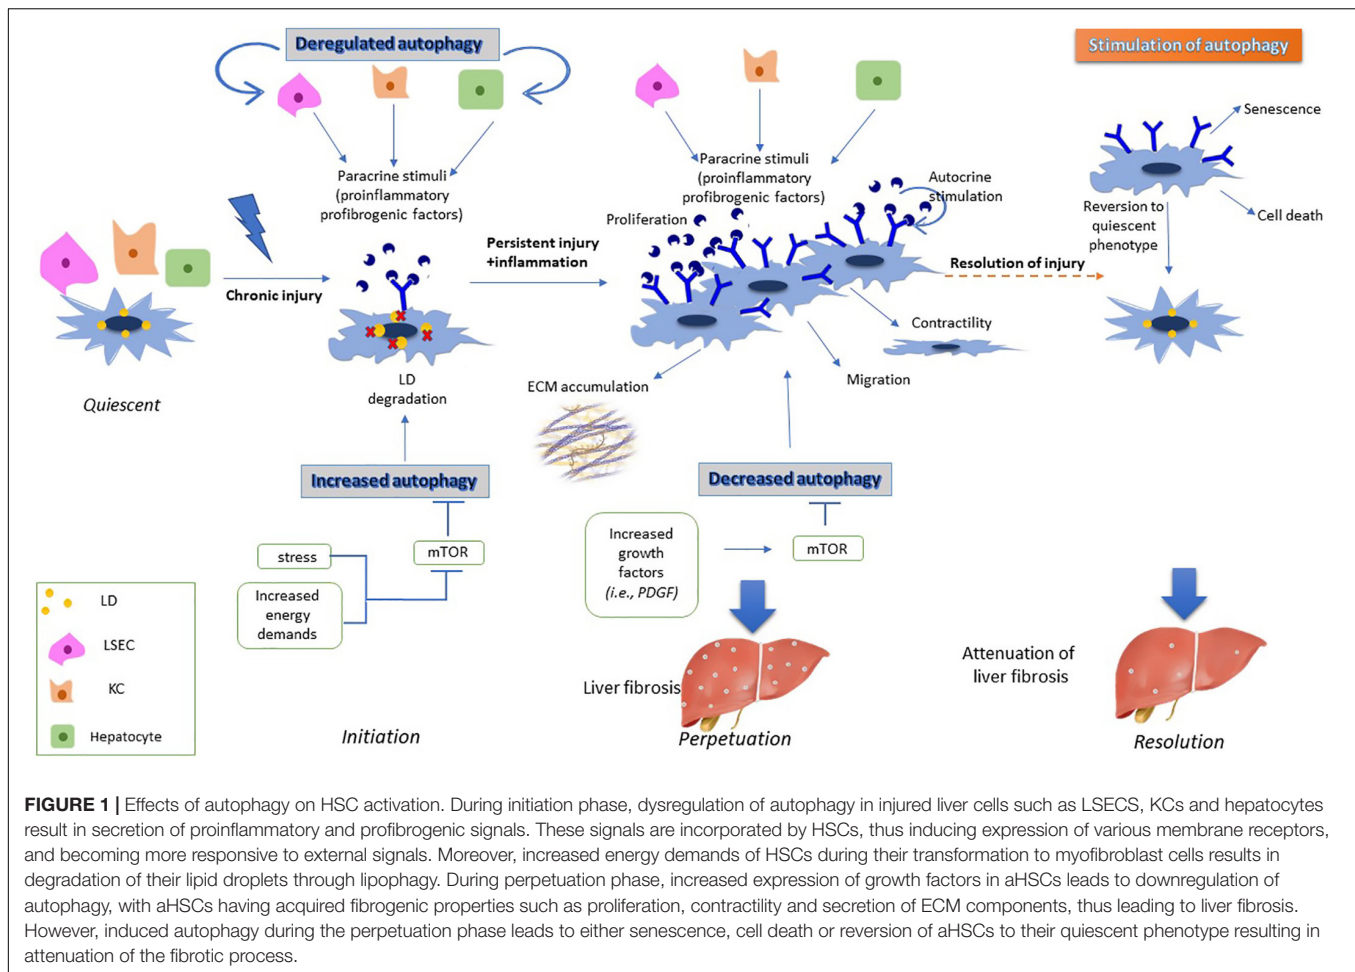 Deregulated autophagy
Stimulation of autophagy
Paracrine stimuli
(proinflammatory
profibrogenic factors)
Paracrine stimuli
(proinflammatory
profibrogenic factors)
Autocrine
stimulation
Senescence
Cell death
Reversion to
quiescent
phenotype
Proliferation
Chronic injury
Persistent injury
+inflammation
Resolution of injury
Contractility
Migration
ECM accumulation
LD
degradation
Quiescent
Increased autophagy
Decreased autophagy
stress
Increased
energy
demands
mTOR
Increased
growth
factors
(i.e., PDGF)
mTOR
LD
LSEC
KC
Hepatocyte
Liver fibrosis
Attenuation of
liver fibrosis
Initiation
Perpetuation
Resolution
FIGURE 1 | Effects of autophagy on HSC activation. During initiation phase, dysregulation of autophagy in injured liver cells such as LSECS, KCs and hepatocytes
result in secretion of proinflammatory and profibrogenic signals. These signals are incorporated by HSCs, thus inducing expression of various membrane receptors,
and becoming more responsive to external signals. Moreover, increased energy demands of HSCs during their transformation to myofibroblast cells results in
degradation of their lipid droplets through lipophagy. During perpetuation phase, increased expression of growth factors in aHSCs leads to downregulation of
autophagy, with aHSCs having acquired fibrogenic properties such as proliferation, contractility and secretion of ECM components, thus leading to liver fibrosis.
However, induced autophagy during the perpetuation phase leads to either senescence, cell death or reversion of aHSCs to their quiescent phenotype resulting in
attenuation of the fibrotic process.